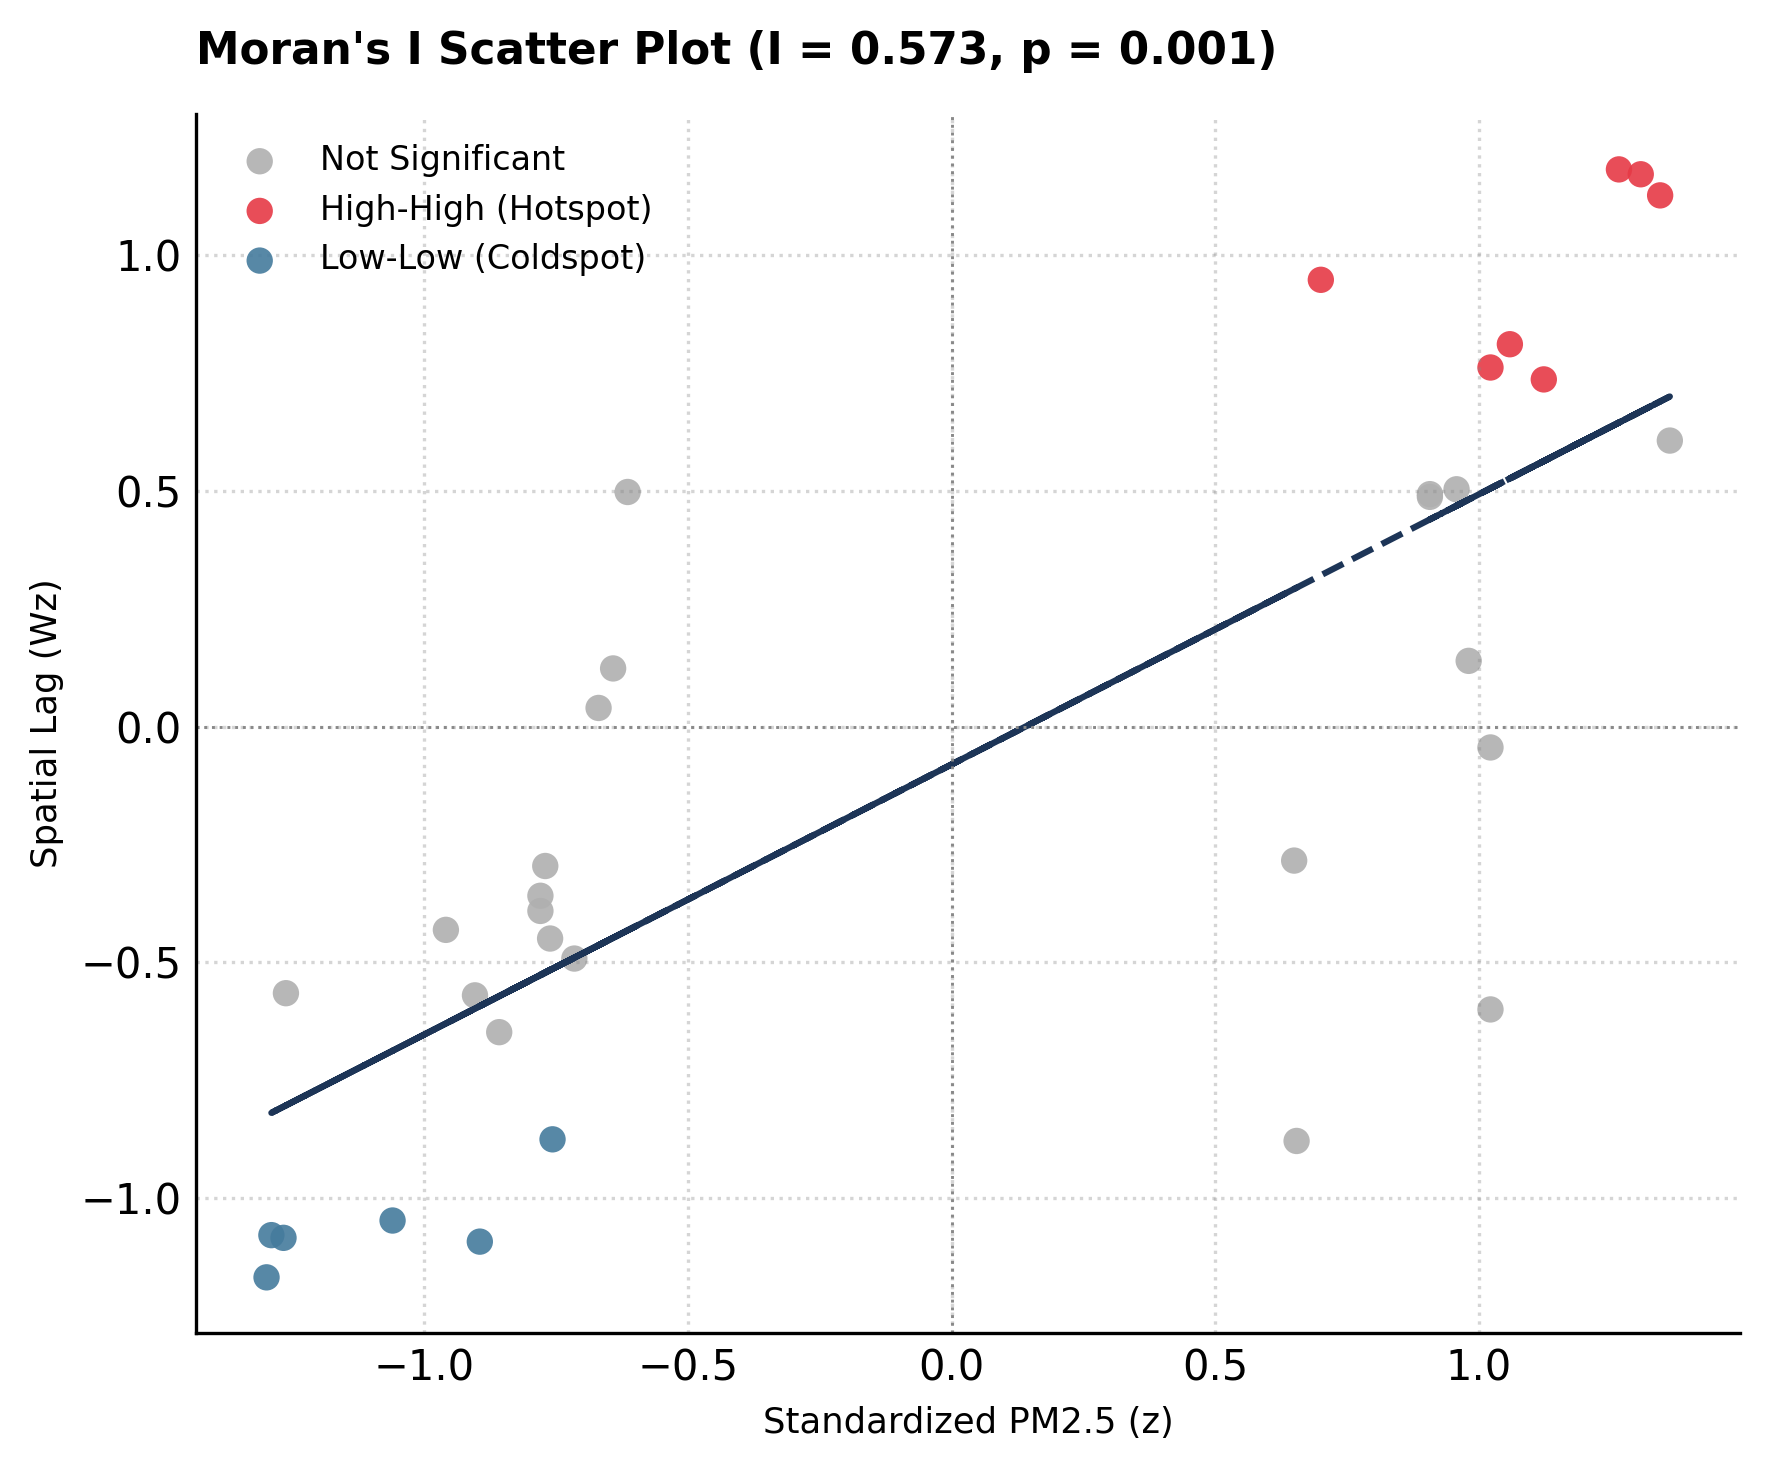 Moran's I Scatter Plot (I = 0.573, p = 0.001)
Not Significant
High-High (Hotspot)
Low-Low (Coldspot)
1.0
0.5
0.0
−0.5
−1.0
Spatial Lag (Wz)
−1.0 −0.5 0.0 0.5 1.0
Standardized PM2.5 (z)